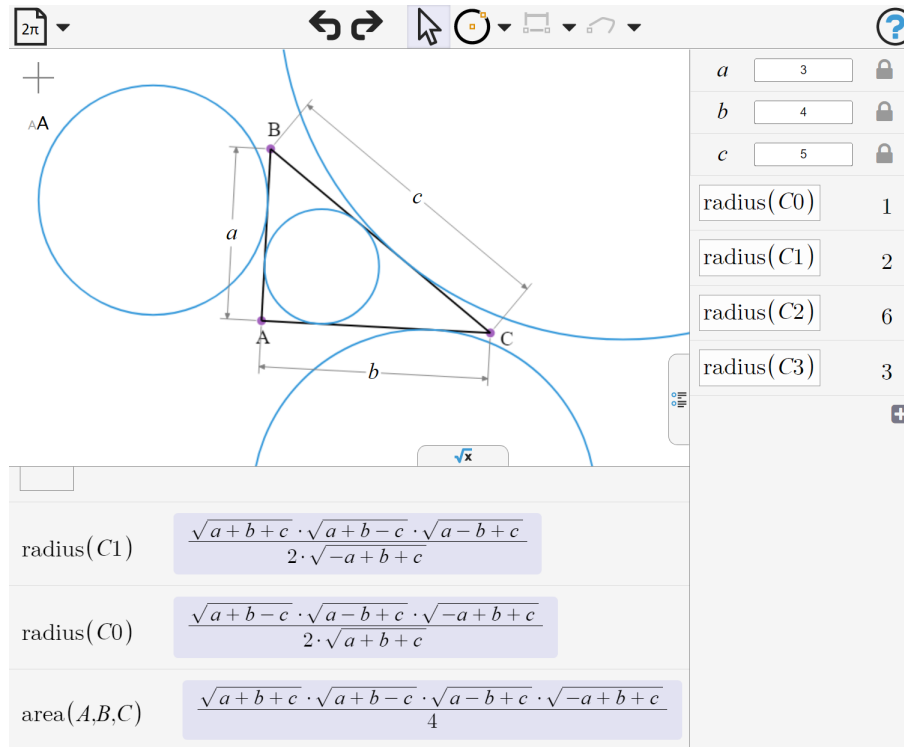 2π
?
AA
B
c
a
A
C
b
√x
a 3
b 4
c 5
radius(C0) 1
radius(C1) 2
radius(C2) 6
radius(C3) 3
radius(C1) √(a+b+c)·√(a+b−c)·√(a−b+c) / 2·√(−a+b+c)
radius(C0) √(a+b−c)·√(a−b+c)·√(−a+b+c) / 2·√(a+b+c)
area(A,B,C) √(a+b+c)·√(a+b−c)·√(a−b+c)·√(−a+b+c) / 4